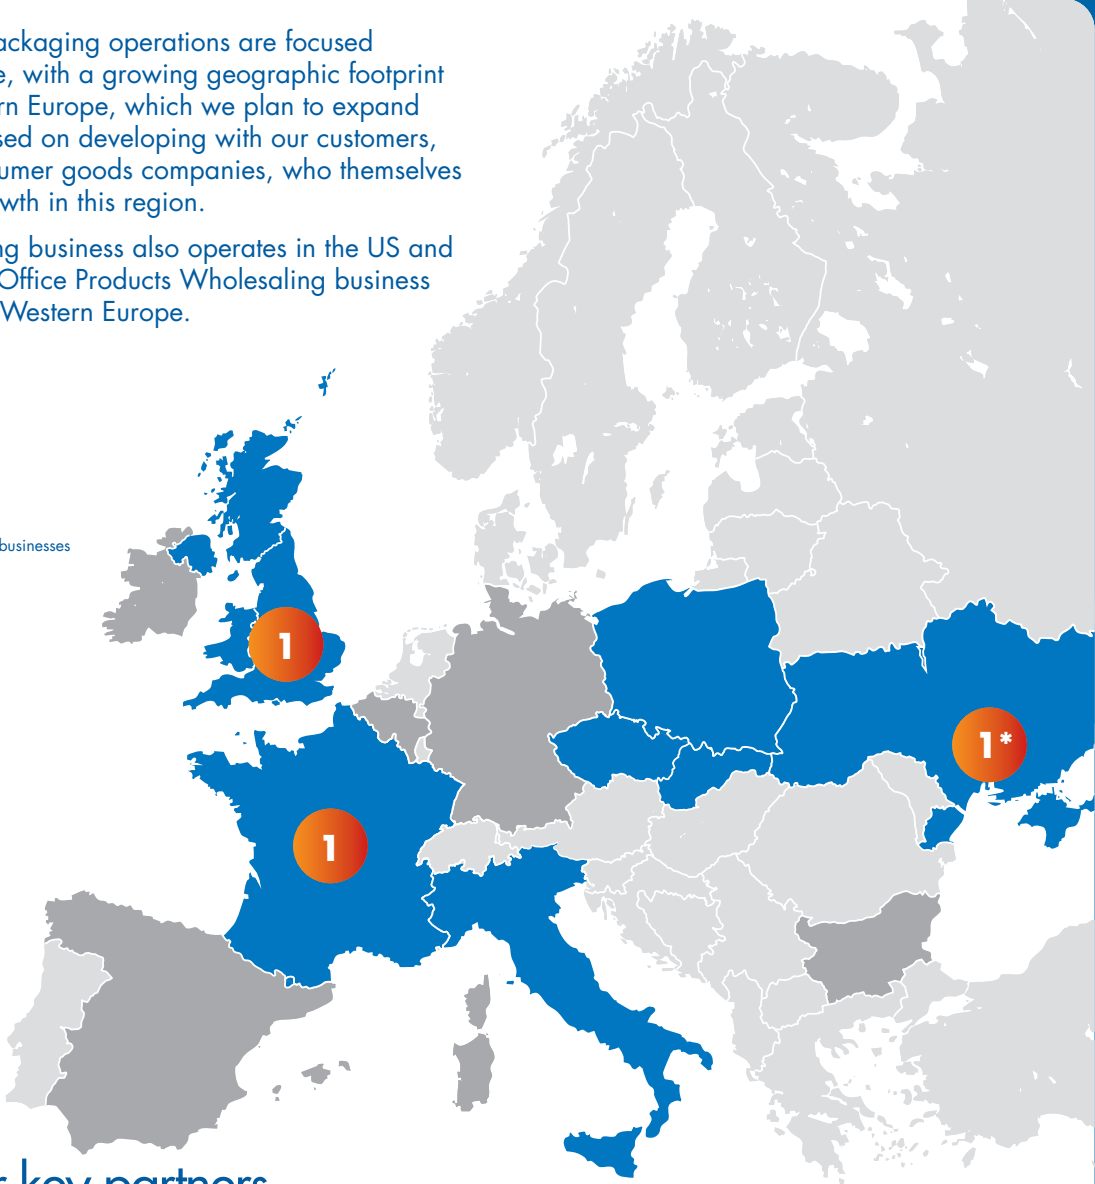 ackaging operations are focused
e, with a growing geographic footprint
rn Europe, which we plan to expand
sed on developing with our customers,
umer goods companies, who themselves
wth in this region.
ng business also operates in the US and
Office Products Wholesaling business
Western Europe.
businesses
1
1*
1
key partners